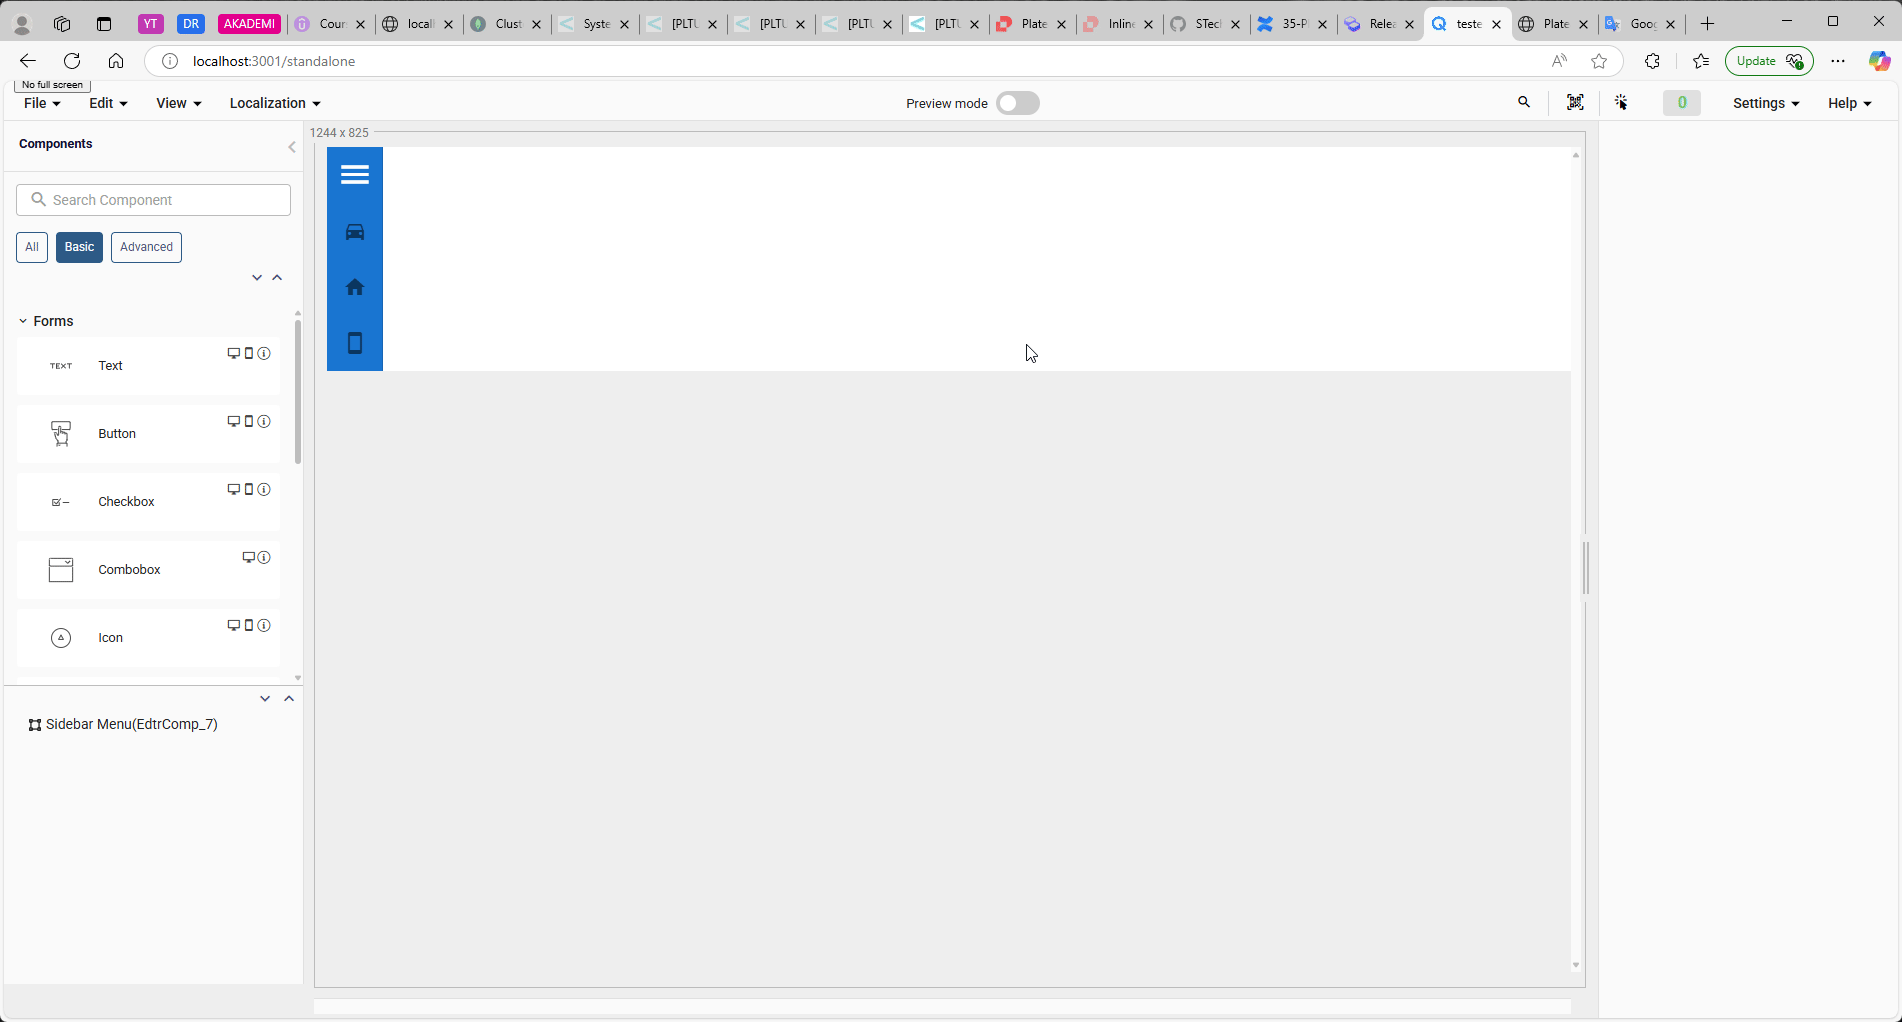 YT DR AKADEMI Cour locall Clust Syste [PLTU [PLTU [PLTU [PLTU Plate Inline STecl 35-P Relea teste Plate Goog
localhost:3001/standalone
Update
No full screen
File Edit View Localization Preview mode 0 Settings Help
Components
1244 x 825
Search Component
All Basic Advanced
Forms
TEXT Text
Button
Checkbox
Combobox
Icon
Sidebar Menu(EdtrComp_7)